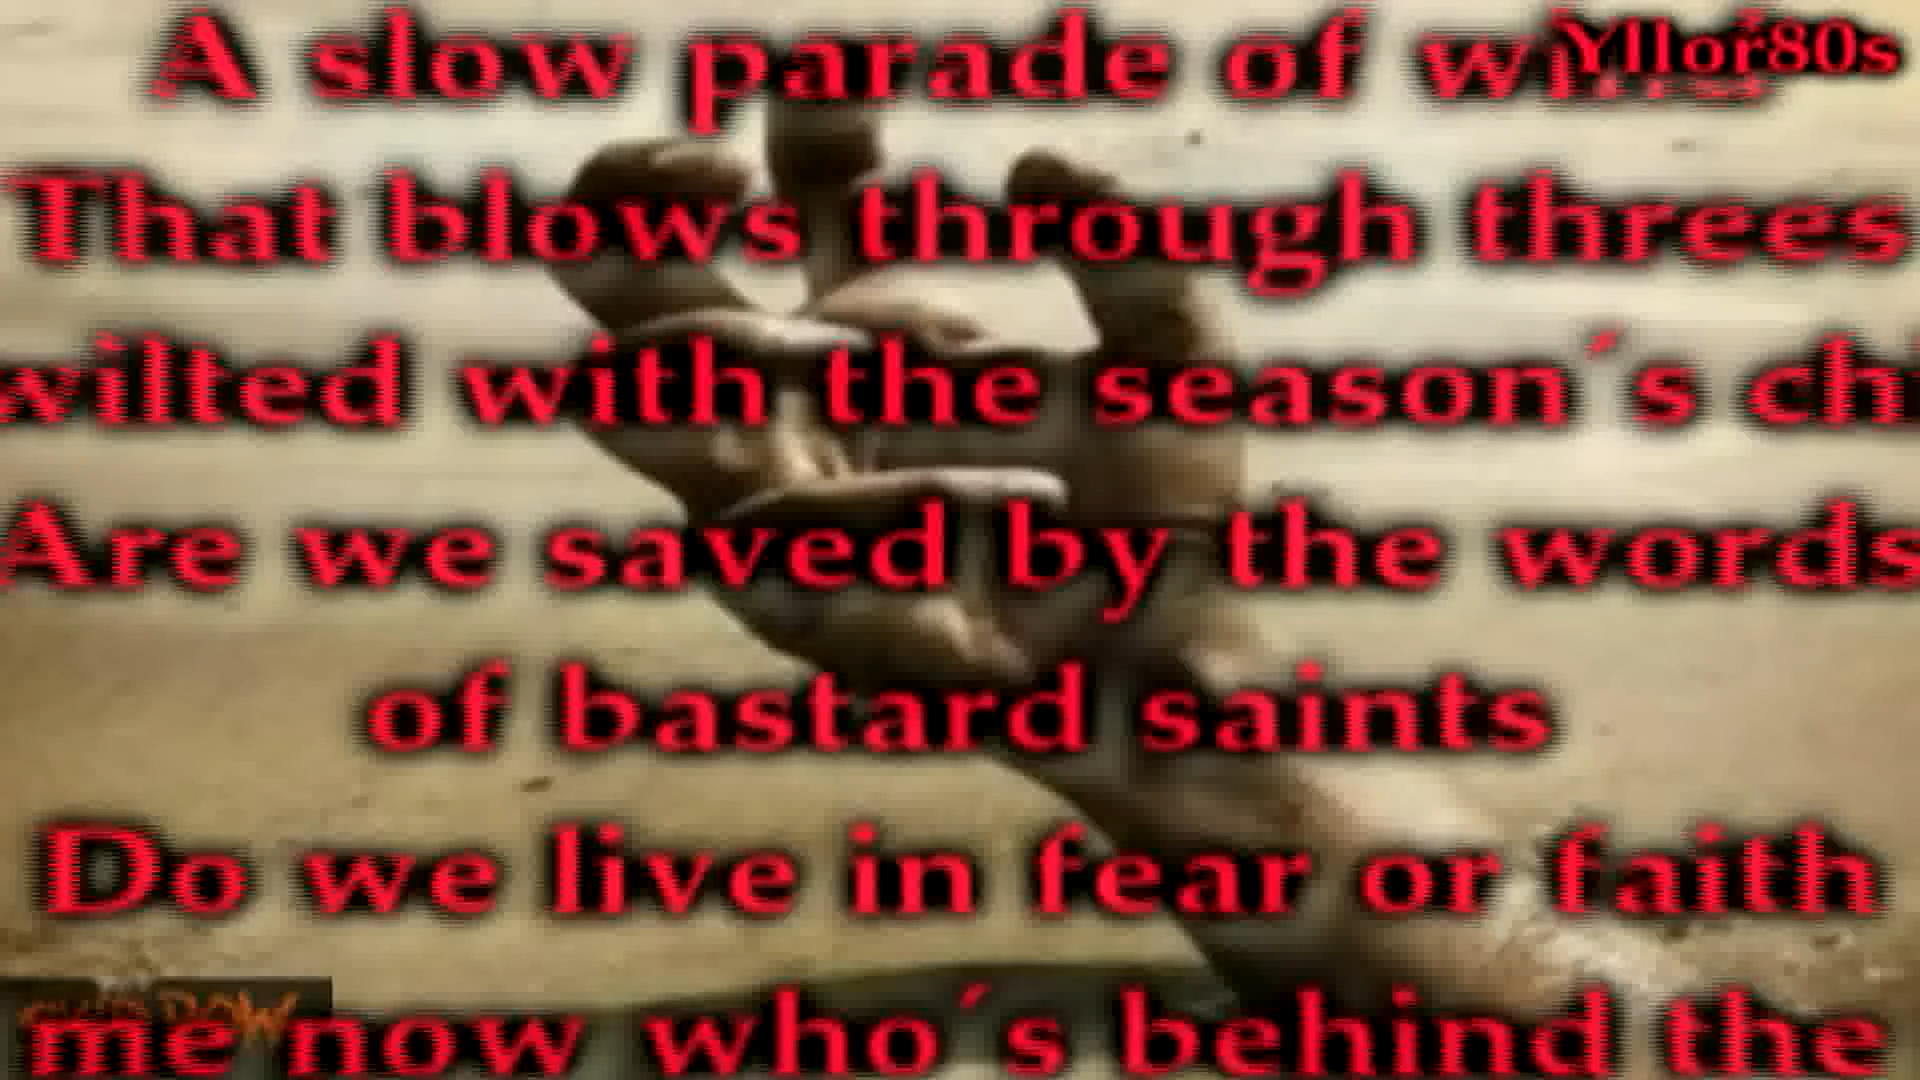 A slow parade of
Yllor80s
That blows through threes
wilted with the season´s
Are we saved by the words
of bastard saints
Do we live in fear or faith
me now who´s behind the